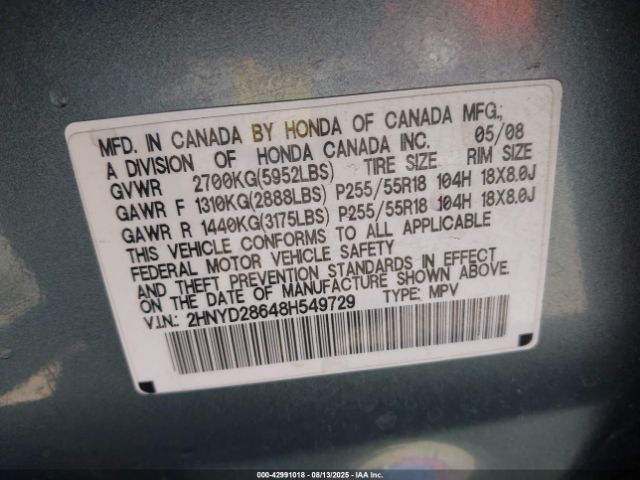 MFD. IN CANADA BY HONDA OF CANADA MFG.;
A DIVISION OF HONDA CANADA INC. 05/08
GVWR 2700KG(5952LBS) TIRE SIZE RIM SIZE
GAWR F 1310KG(2888LBS) P255/55R18 104H 18X8.0J
GAWR R 1440KG(3175LBS) P255/55R18 104H 18X8.0J
THIS VEHICLE CONFORMS TO ALL APPLICABLE
FEDERAL MOTOR VEHICLE SAFETY
AND THEFT PREVENTION STANDARDS IN EFFECT
ON THE DATE OF MANUFACTURE SHOWN ABOVE.
V.I.N.: 2HNYD28648H549729 TYPE: MPV
000-42991018 - 08/13/2025 - IAA Inc.